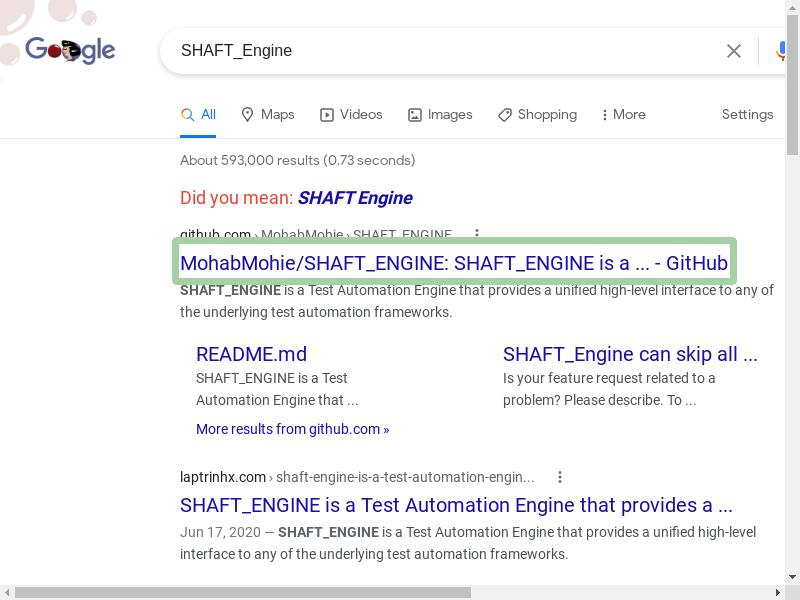 Google
SHAFT_Engine
All Maps Videos Images Shopping More Settings
About 593,000 results (0.73 seconds)
Did you mean: SHAFT Engine
github.com › MohabMohie › SHAFT_ENGINE
MohabMohie/SHAFT_ENGINE: SHAFT_ENGINE is a ... - GitHub
SHAFT_ENGINE is a Test Automation Engine that provides a unified high-level interface to any of
the underlying test automation frameworks.
README.md
SHAFT_ENGINE is a Test
Automation Engine that ...
SHAFT_Engine can skip all ...
Is your feature request related to a
problem? Please describe. To ...
More results from github.com »
laptrinhx.com › shaft-engine-is-a-test-automation-engin...
SHAFT_ENGINE is a Test Automation Engine that provides a ...
Jun 17, 2020 — SHAFT_ENGINE is a Test Automation Engine that provides a unified high-level
interface to any of the underlying test automation frameworks.